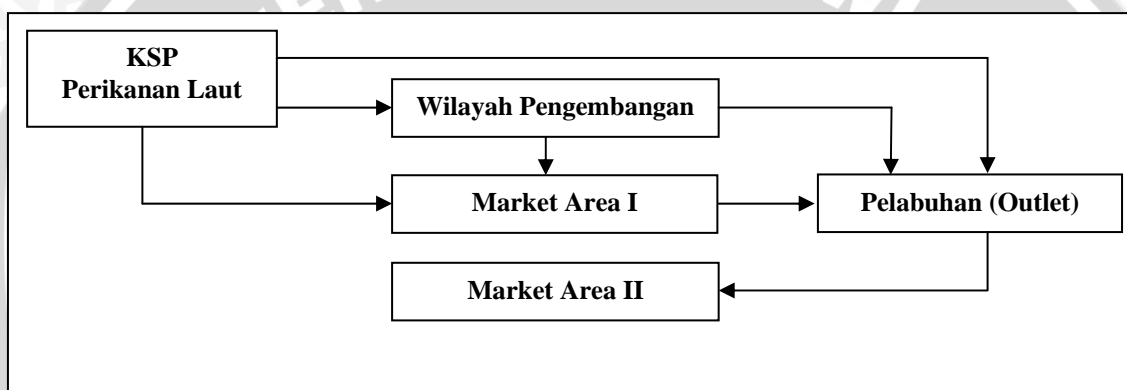 KSP
Perikanan Laut
Wilayah Pengembangan
Market Area I
Pelabuhan (Outlet)
Market Area II